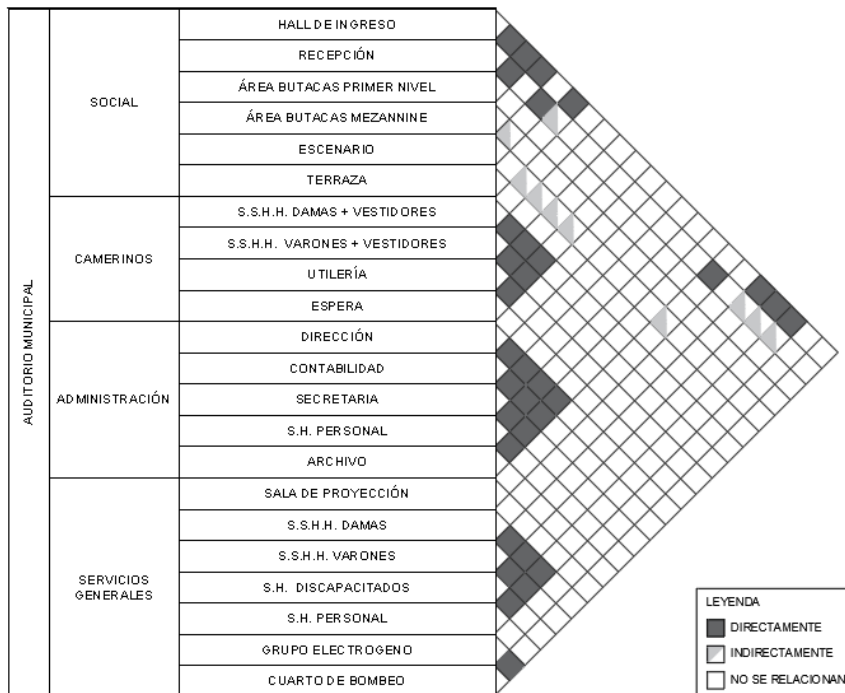 AUDITORIO MUNICIPAL
SOCIAL
HALL DE INGRESO
RECEPCIÓN
ÁREA BUTACAS PRIMER NIVEL
ÁREA BUTACAS MEZANNINE
ESCENARIO
TERRAZA
CAMERINOS
S.S.H.H. DAMAS + VESTIDORES
S.S.H.H. VARONES + VESTIDORES
UTILERÍA
ESPERA
ADMINISTRACIÓN
DIRECCIÓN
CONTABILIDAD
SECRETARIA
S.H. PERSONAL
ARCHIVO
SERVICIOS
GENERALES
SALA DE PROYECCIÓN
S.S.H.H. DAMAS
S.S.H.H. VARONES
S.H. DISCAPACITADOS
S.H. PERSONAL
GRUPO ELECTROGENO
CUARTO DE BOMBEO
LEYENDA
DIRECTAMENTE
INDIRECTAMENTE
NO SE RELACIONAN